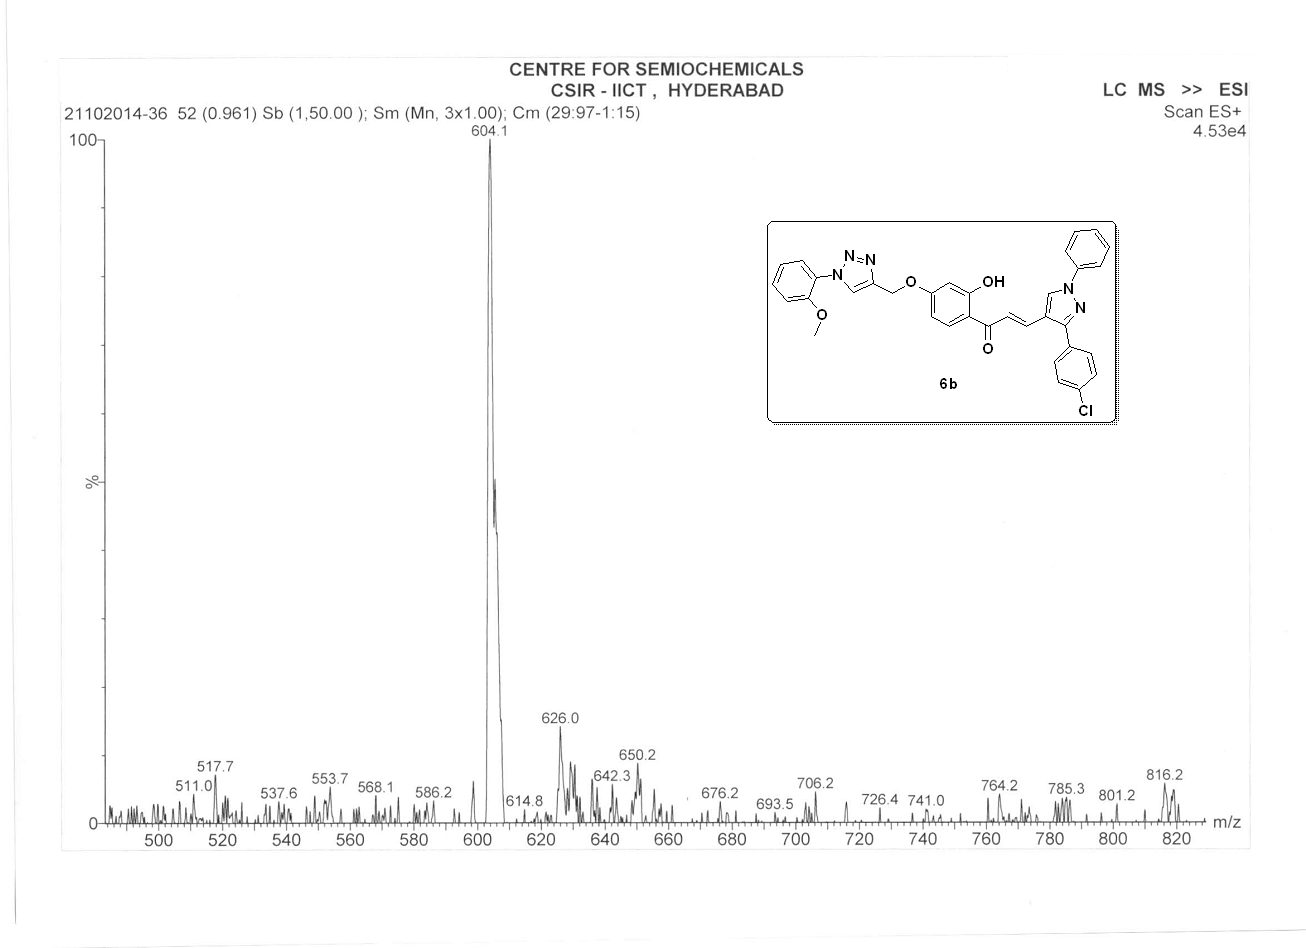 CENTRE FOR SEMIOCHEMICALS
CSIR - IICT , HYDERABAD
LC MS >> ESI
21102014-36 52 (0.961) Sb (1,50.00 ); Sm (Mn, 3x1.00); Cm (29:97-1:15)
Scan ES+
4.53e4
604.1
100
%
0
N N N
O
O
OH
O
N
N
Cl
6b
626.0
650.2
517.7
511.0
537.6
553.7
568.1
586.2
614.8
642.3
676.2
693.5
706.2
726.4
741.0
764.2
785.3
801.2
816.2
m/z
500 520 540 560 580 600 620 640 660 680 700 720 740 760 780 800 820